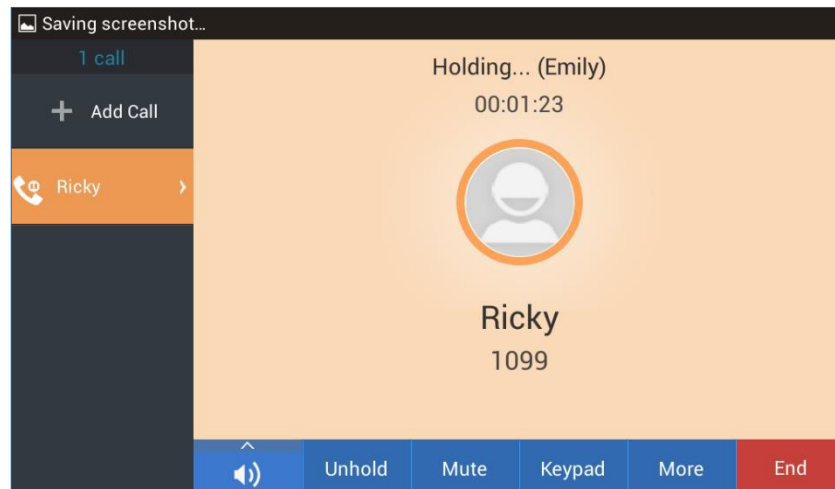 Saving screenshot...
1 call
Add Call
Ricky
Holding... (Emily)
00:01:23
Ricky
1099
Unhold Mute Keypad More End